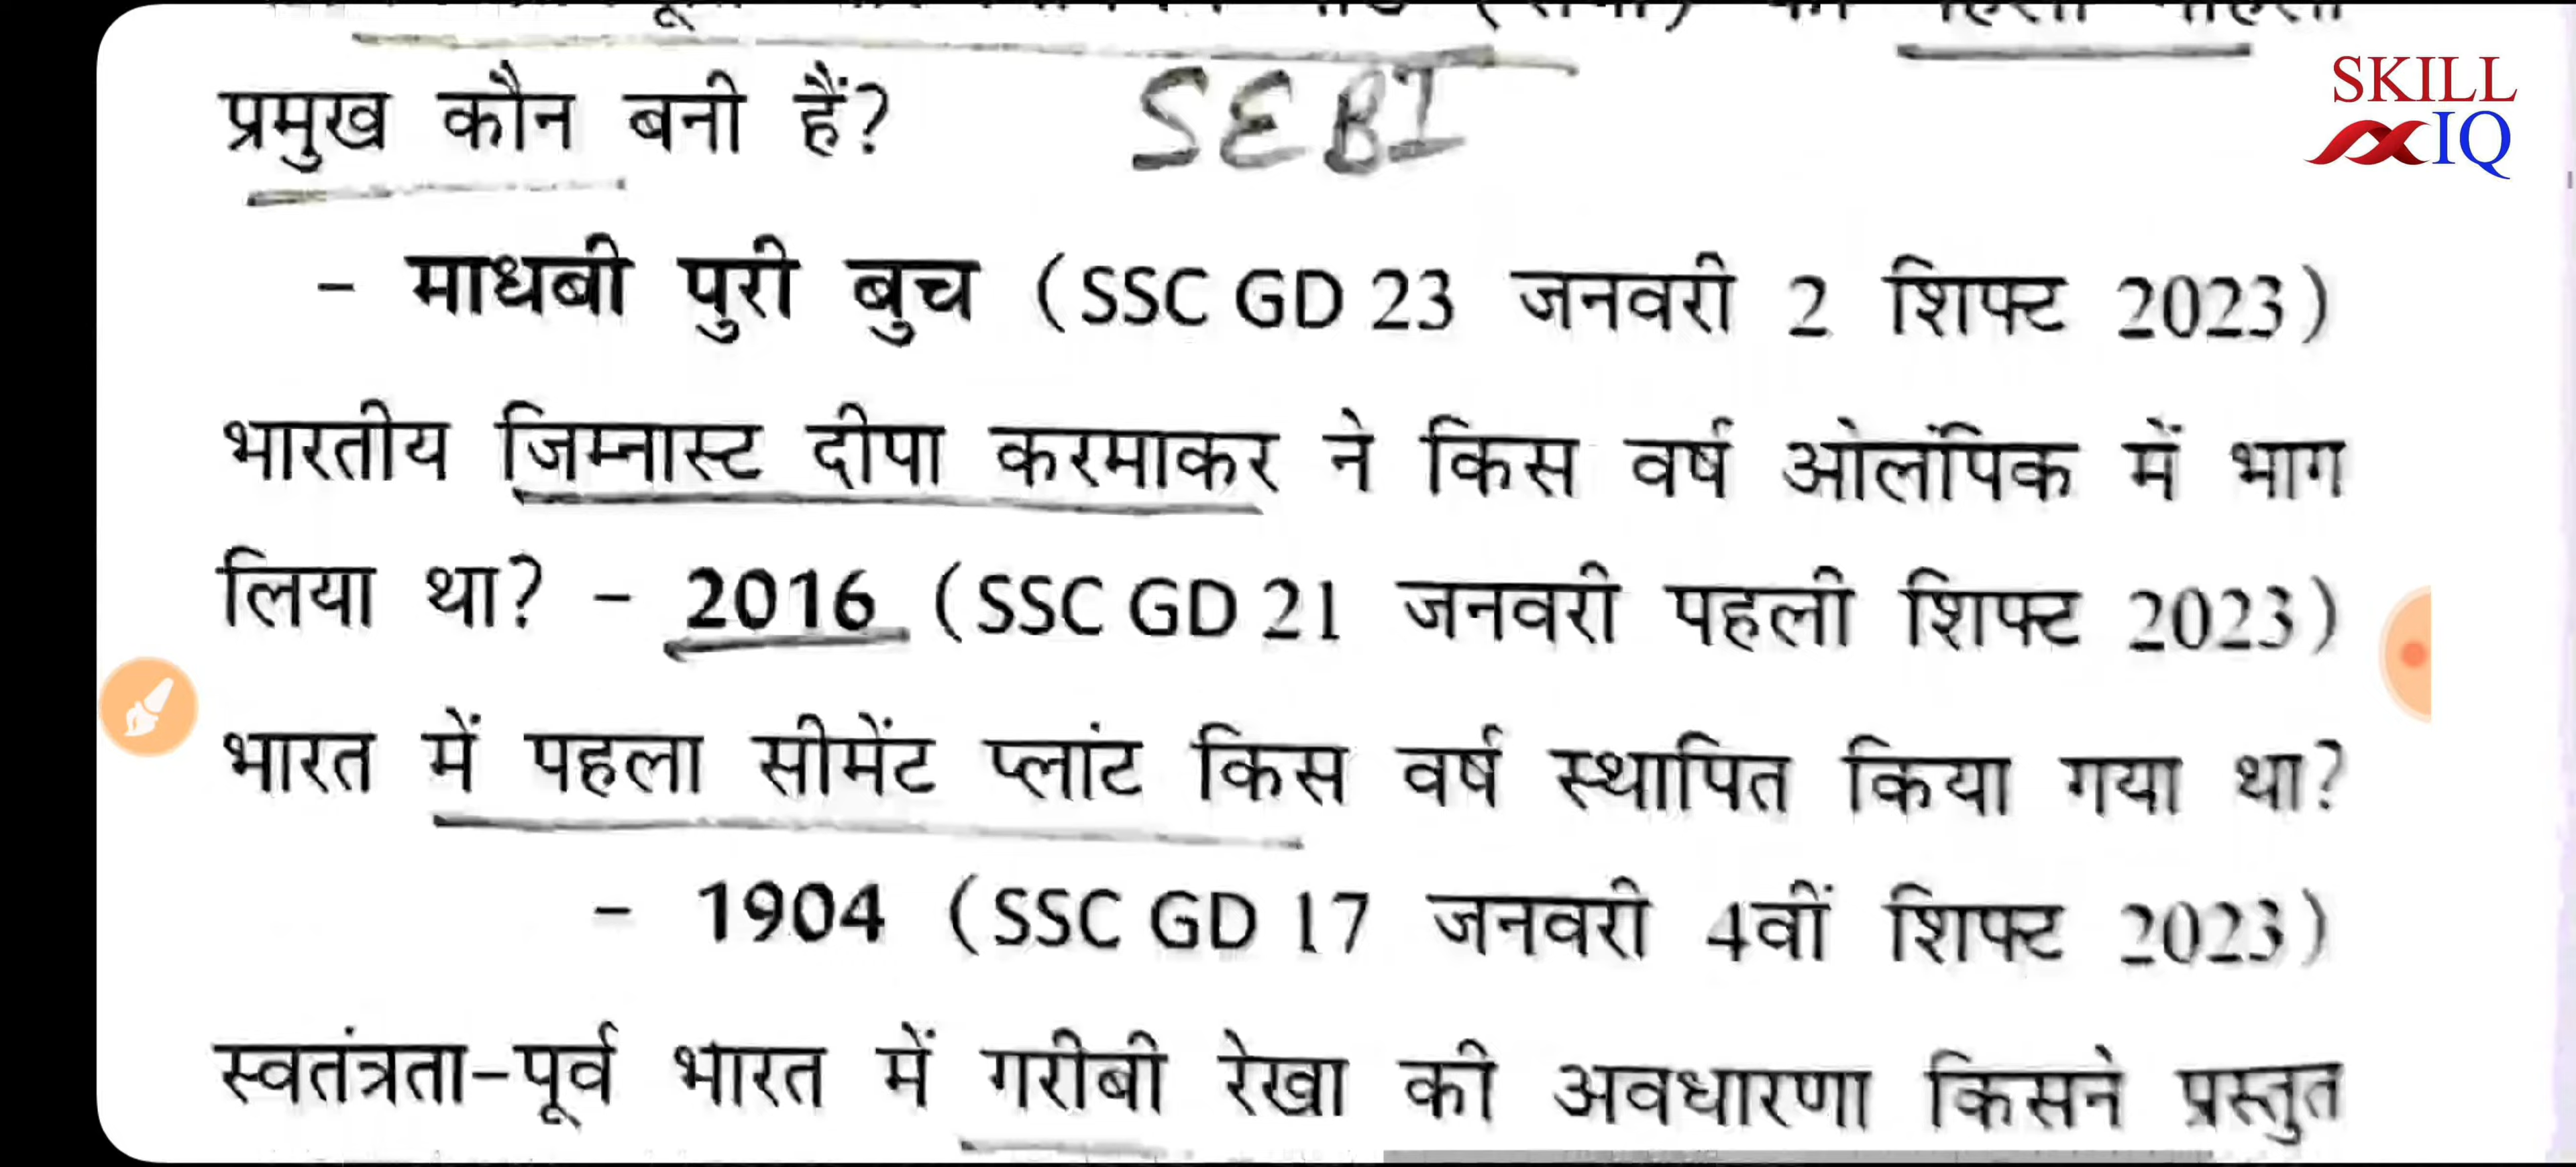 प्रमुख कौन बनी हैं? SEBI
SKILL
IQ
- माधबी पुरी बुच (SSC GD 23 जनवरी 2 शिफ्ट 2023)
भारतीय जिम्नास्ट दीपा करमाकर ने किस वर्ष ओलंपिक में भाग
लिया था? - 2016 (SSC GD 21 जनवरी पहली शिफ्ट 2023)
भारत में पहला सीमेंट प्लांट किस वर्ष स्थापित किया गया था?
- 1904 (SSC GD 17 जनवरी 4वीं शिफ्ट 2023)
स्वतंत्रता-पूर्व भारत में गरीबी रेखा की अवधारणा किसने प्रस्तुत